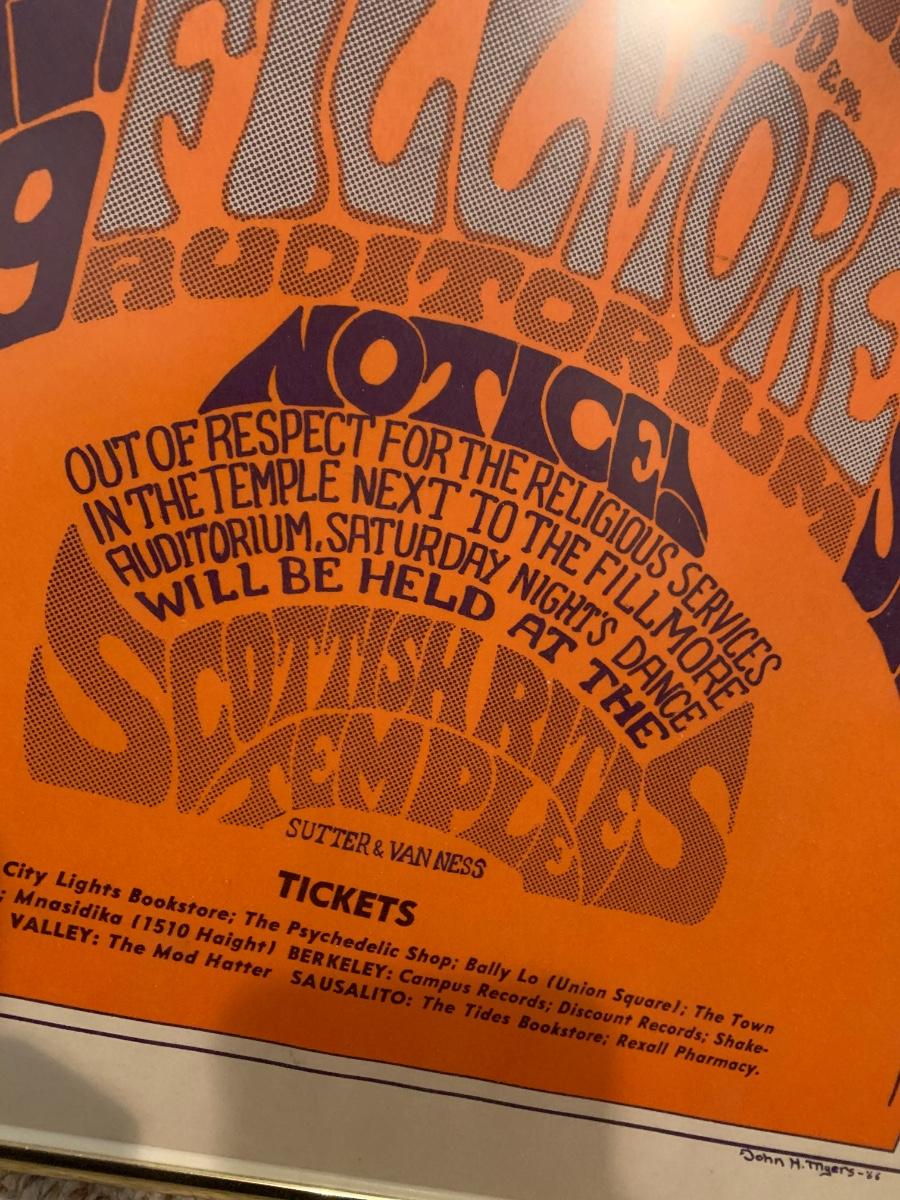 9
FILLMORE
AUDITORIUM
NOTICE!
OUT OF RESPECT FOR THE RELIGIOUS SERVICES
IN THE TEMPLE NEXT TO THE FILLMORE
AUDITORIUM, SATURDAY NIGHT'S DANCE
WILL BE HELD AT THE
SCOTTISH RITES
TEMPLE
SUTTER & VAN NESS
TICKETS
City Lights Bookstore; The Psychedelic Shop; Bally Lo (Union Square); The Town
; Mnasidika (1510 Haight) BERKELEY: Campus Records; Discount Records; Shake-
VALLEY: The Mod Hatter SAUSALITO: The Tides Bookstore; Rexall Pharmacy.
John H. Myers - '66